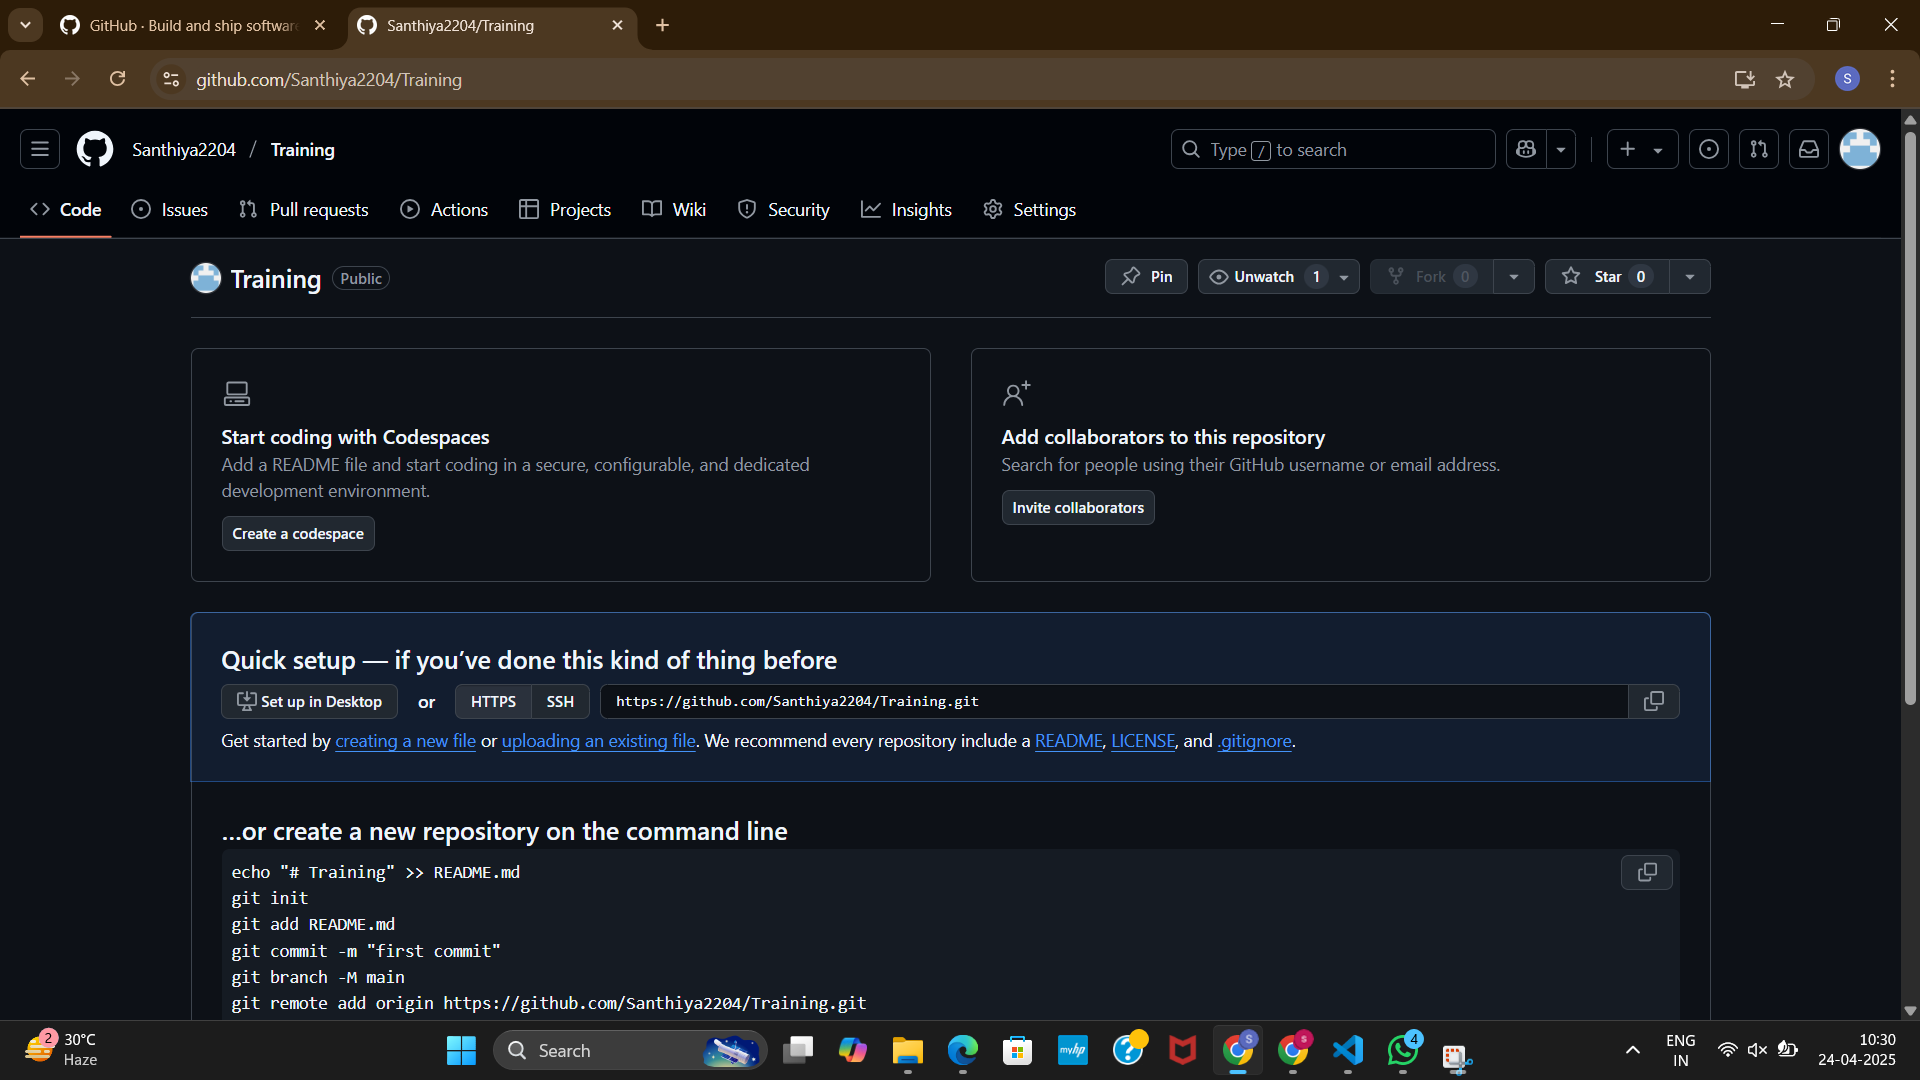 GitHub · Build and ship software
Santhiya2204/Training
github.com/Santhiya2204/Training
S
Santhiya2204 / Training
Type / to search
Code
Issues
Pull requests
Actions
Projects
Wiki
Security
Insights
Settings
Training
Public
Pin
Unwatch 1
Fork 0
Star 0
Start coding with Codespaces
Add a README file and start coding in a secure, configurable, and dedicated
development environment.
Create a codespace
Add collaborators to this repository
Search for people using their GitHub username or email address.
Invite collaborators
Quick setup — if you’ve done this kind of thing before
Set up in Desktop
or
HTTPS
SSH
https://github.com/Santhiya2204/Training.git
Get started by creating a new file or uploading an existing file. We recommend every repository include a README, LICENSE, and .gitignore.
…or create a new repository on the command line
echo "# Training" >> README.md
git init
git add README.md
git commit -m "first commit"
git branch -M main
git remote add origin https://github.com/Santhiya2204/Training.git
2
30°C
Haze
Search
myhp
S
S
4
ENG
IN
10:30
24-04-2025